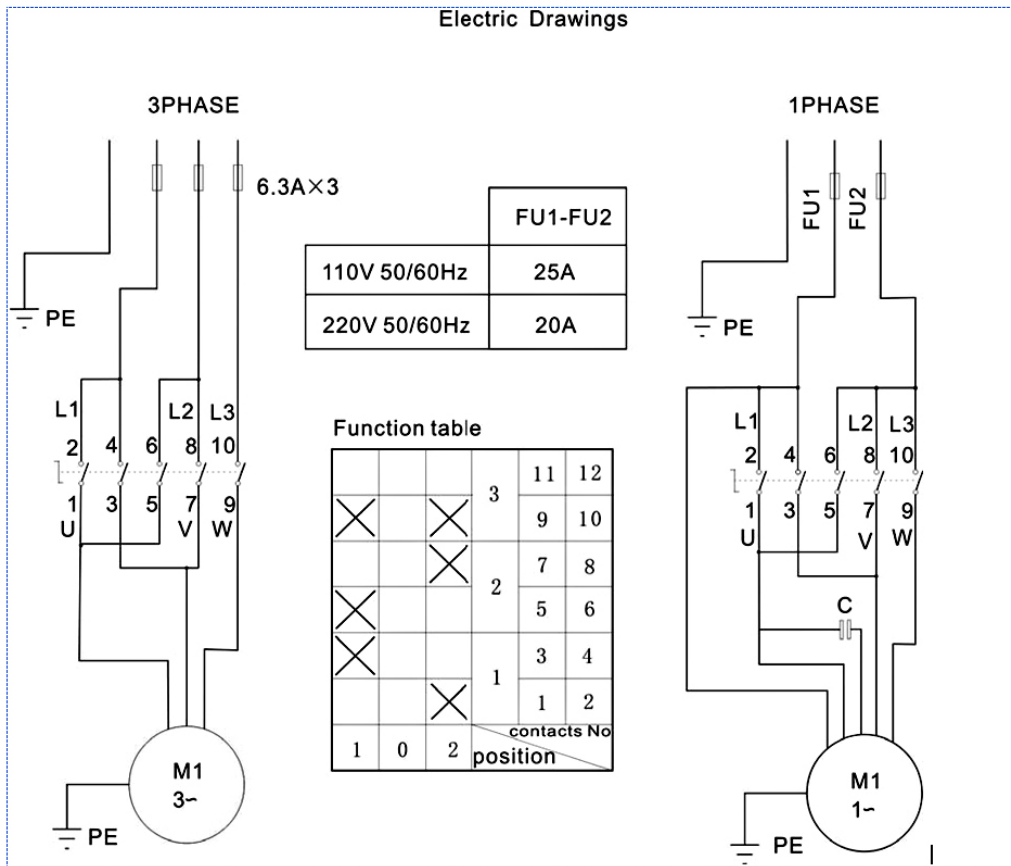 Electric Drawings
3PHASE
6.3A×3
PE
L1 L2 L3
2 4 6 8 10
1 3 5 7 9
U V W
M1
3~
PE
FU1-FU2
110V 50/60Hz 25A
220V 50/60Hz 20A
Function table
3 11 12
9 10
2 7 8
5 6
1 3 4
1 2
contacts No
1 0 2 position
1PHASE
FU1 FU2
PE
L1 L2 L3
2 4 6 8 10
1 3 5 7 9
U V W
C
M1
1~
PE